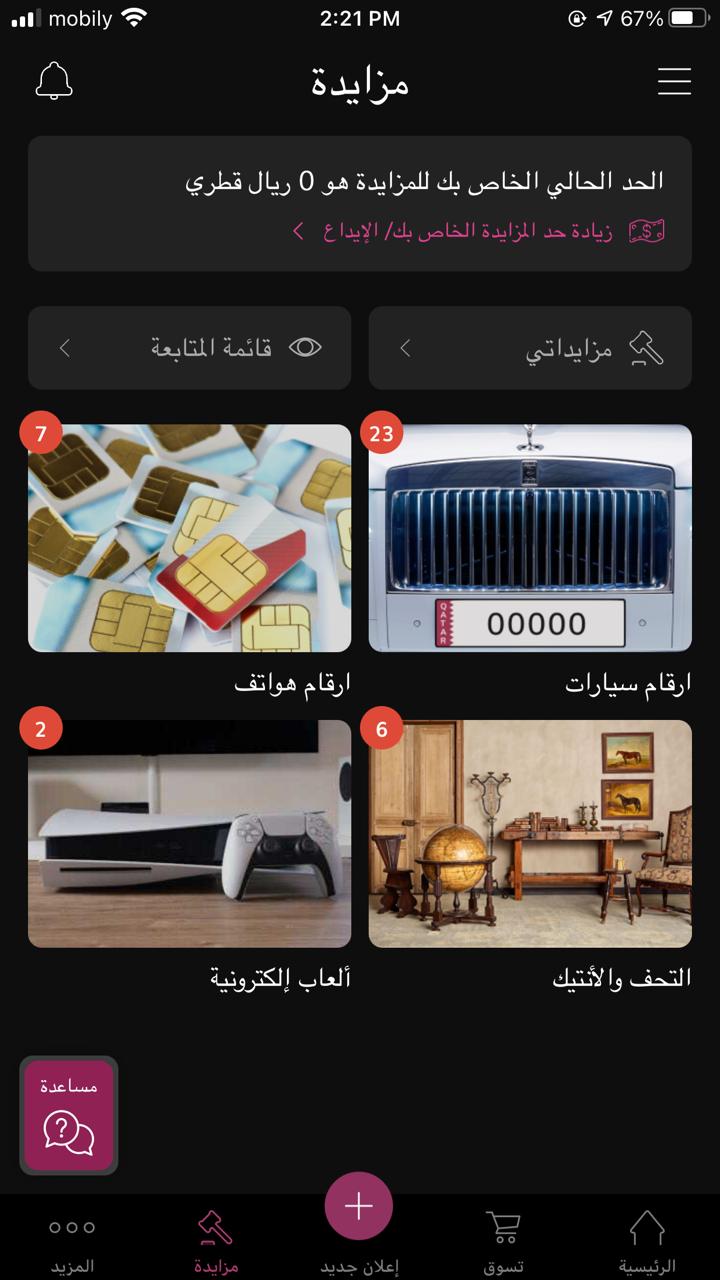 mobily
2:21 PM
67%
مزايدة
الحد الحالي الخاص بك للمزايدة هو 0 ريال قطري
زيادة حد المزايدة الخاص بك/ الإيداع
مزايداتي
قائمة المتابعة
23
7
QATAR
00000
ارقام سيارات
ارقام هواتف
6
2
التحف والأنتيك
ألعاب إلكترونية
مساعدة
الرئيسية
تسوق
إعلان جديد
مزايدة
المزيد